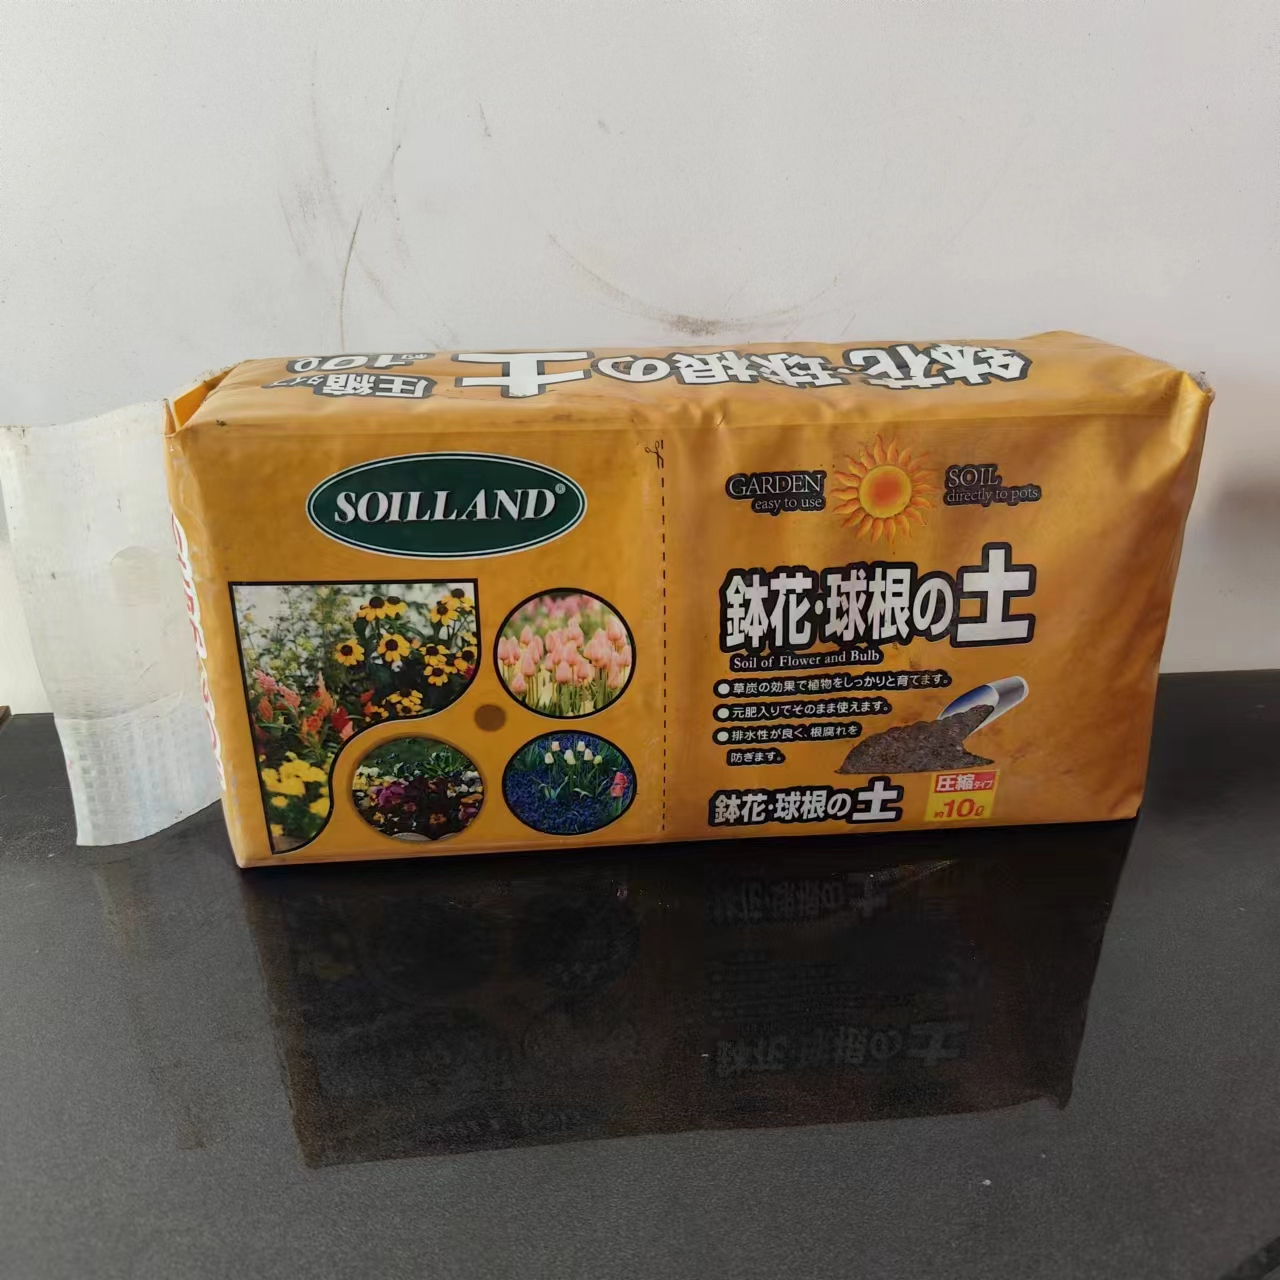 鉢花・球根の土
圧縮タイプ
約10ℓ
SOILLAND®
GARDEN
easy to use
SOIL
directly to pots
鉢花・球根の土
Soil of Flower and Bulb
●草炭の効果で植物をしっかりと育てます。
●元肥入りでそのまま使えます。
●排水性が良く、根腐れを
防ぎます。
鉢花・球根の土
圧縮タイプ
約10ℓ